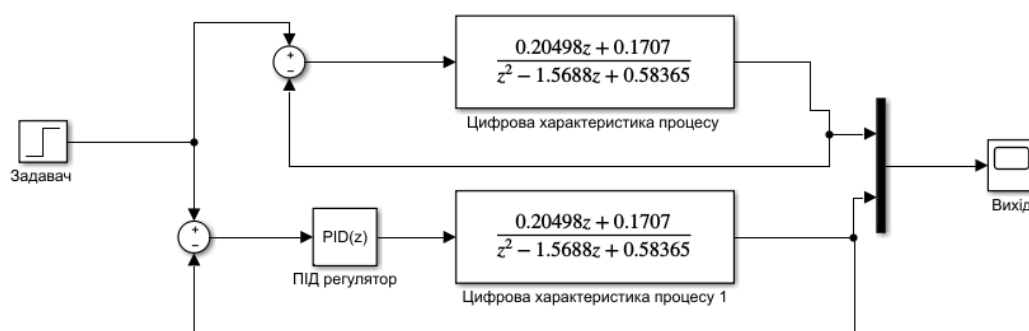 +
−
0.20498z + 0.1707
z² − 1.5688z + 0.58365
Цифрова характеристика процесу
Задавач
Вихід
+
−
PID(z)
ПІД регулятор
0.20498z + 0.1707
z² − 1.5688z + 0.58365
Цифрова характеристика процесу 1